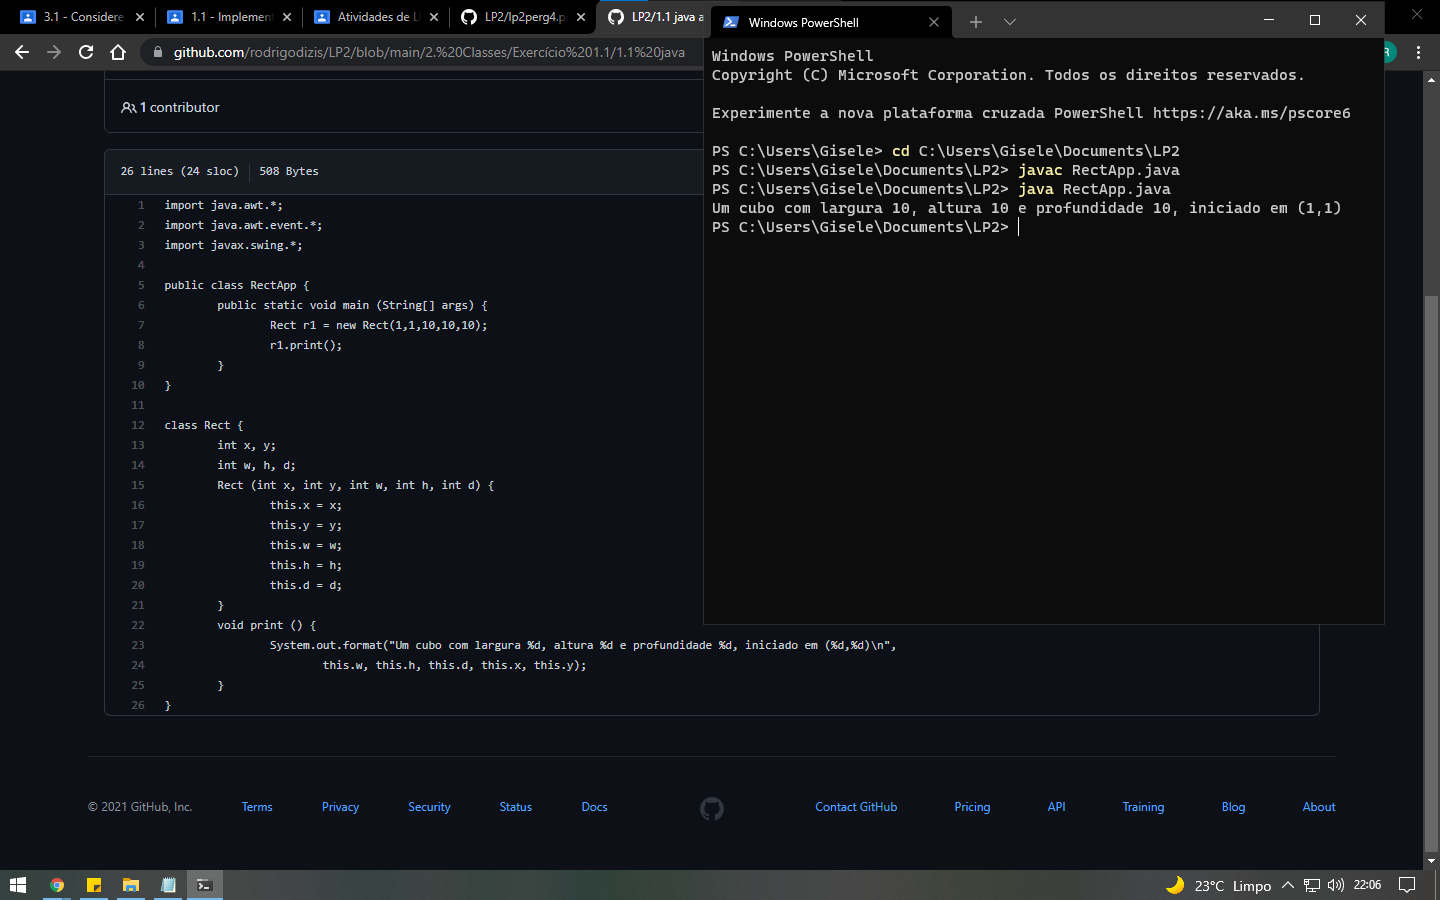 3.1 - Considere
1.1 - Implement
Atividades de L
LP2/lp2perg4.p
LP2/1.1 java a
github.com/rodrigodizis/LP2/blob/main/2.%20Classes/Exercício%201.1/1.1%20java
R
1 contributor
26 lines (24 sloc) 508 Bytes
1 import java.awt.*;
2 import java.awt.event.*;
3 import javax.swing.*;
4
5 public class RectApp {
6 public static void main (String[] args) {
7 Rect r1 = new Rect(1,1,10,10,10);
8 r1.print();
9 }
10 }
11
12 class Rect {
13 int x, y;
14 int w, h, d;
15 Rect (int x, int y, int w, int h, int d) {
16 this.x = x;
17 this.y = y;
18 this.w = w;
19 this.h = h;
20 this.d = d;
21 }
22 void print () {
23 System.out.format("Um cubo com largura %d, altura %d e profundidade %d, iniciado em (%d,%d)\n",
24 this.w, this.h, this.d, this.x, this.y);
25 }
26 }
Windows PowerShell
Windows PowerShell
Copyright (C) Microsoft Corporation. Todos os direitos reservados.
Experimente a nova plataforma cruzada PowerShell https://aka.ms/pscore6
PS C:\Users\Gisele> cd C:\Users\Gisele\Documents\LP2
PS C:\Users\Gisele\Documents\LP2> javac RectApp.java
PS C:\Users\Gisele\Documents\LP2> java RectApp.java
Um cubo com largura 10, altura 10 e profundidade 10, iniciado em (1,1)
PS C:\Users\Gisele\Documents\LP2>
© 2021 GitHub, Inc. Terms Privacy Security Status Docs Contact GitHub Pricing API Training Blog About
23°C Limpo 22:06